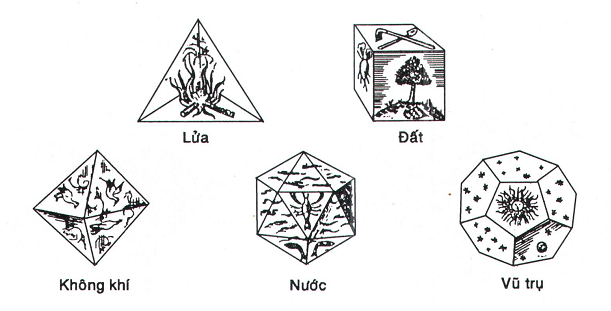 Lửa
Đất
Không khí
Nước
Vũ trụ